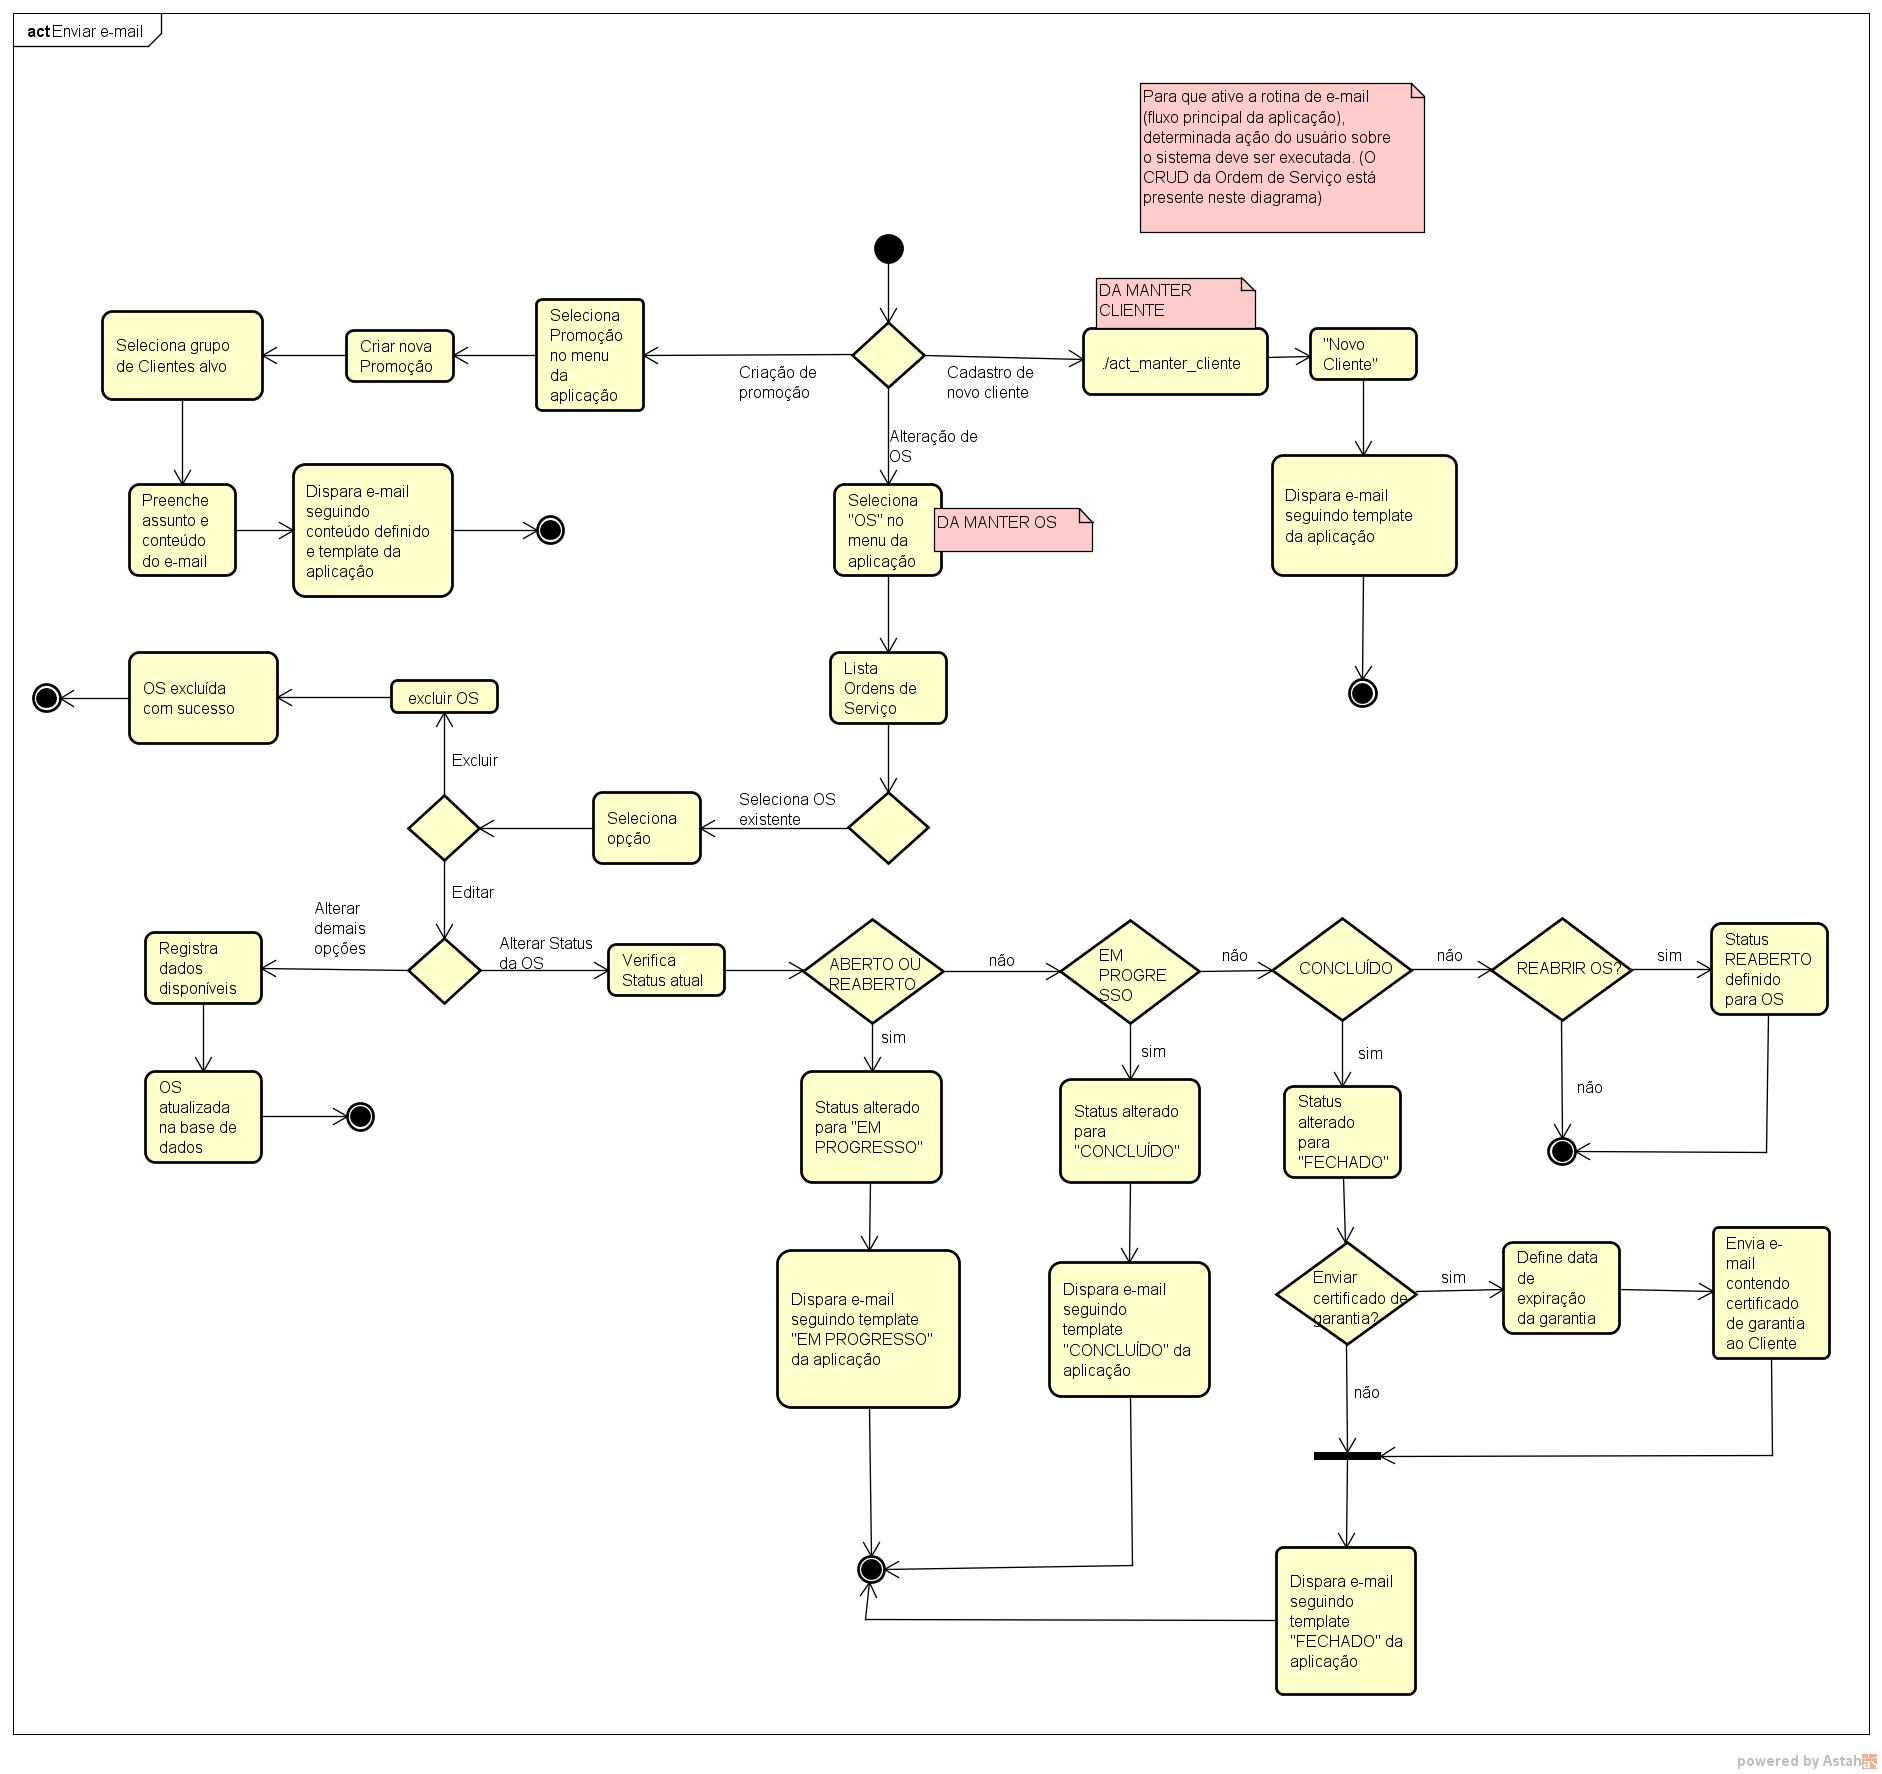 act Enviar e-mail
Para que ative a rotina de e-mail
(fluxo principal da aplicação),
determinada ação do usuário sobre
o sistema deve ser executada. (O
CRUD da Ordem de Serviço está
presente neste diagrama)
DA MANTER
CLIENTE
Seleciona grupo
de Clientes alvo
Criar nova
Promoção
Seleciona
Promoção
no menu
da
aplicação
Criação de
promoção
Cadastro de
novo cliente
./act_manter_cliente
"Novo
Cliente"
Alteração de
OS
Preenche
assunto e
conteúdo
do e-mail
Dispara e-mail
seguindo
conteúdo definido
e template da
aplicação
Seleciona
"OS" no
menu da
aplicação
DA MANTER OS
Dispara e-mail
seguindo template
da aplicação
OS excluída
com sucesso
excluir OS
Lista
Ordens de
Serviço
Excluir
Seleciona
opção
Seleciona OS
existente
Editar
Alterar
demais
opções
Registra
dados
disponíveis
Alterar Status
da OS
Verifica
Status atual
ABERTO OU
REABERTO
não
EM
PROGRE
SSO
não
CONCLUÍDO
não
REABRIR OS?
sim
Status
REABERTO
definido
para OS
sim
sim
sim
não
OS
atualizada
na base de
dados
Status alterado
para "EM
PROGRESSO"
Status alterado
para
"CONCLUÍDO"
Status
alterado
para
"FECHADO"
Dispara e-mail
seguindo template
"EM PROGRESSO"
da aplicação
Dispara e-mail
seguindo
template
"CONCLUÍDO" da
aplicação
Enviar
certificado de
garantia?
sim
Define data
de
expiração
da garantia
Envia e-
mail
contendo
certificado
de garantia
ao Cliente
não
Dispara e-mail
seguindo
template
"FECHADO" da
aplicação
powered by Astah